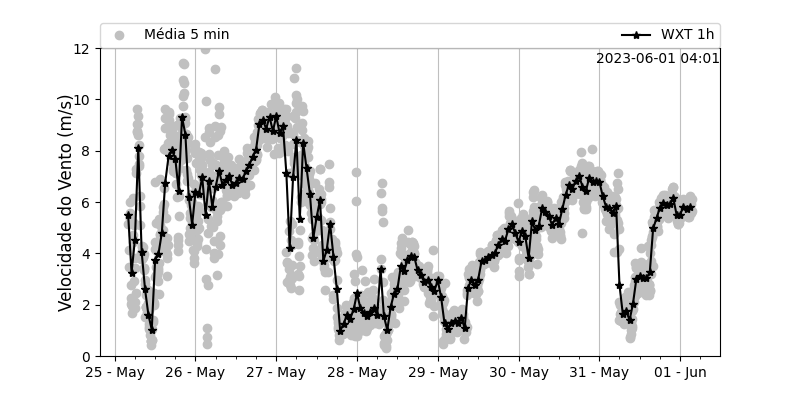 Média 5 min
WXT 1h
2023-06-01 04:01
Velocidade do Vento (m/s)
12
10
8
6
4
2
0
25 - May
26 - May
27 - May
28 - May
29 - May
30 - May
31 - May
01 - Jun